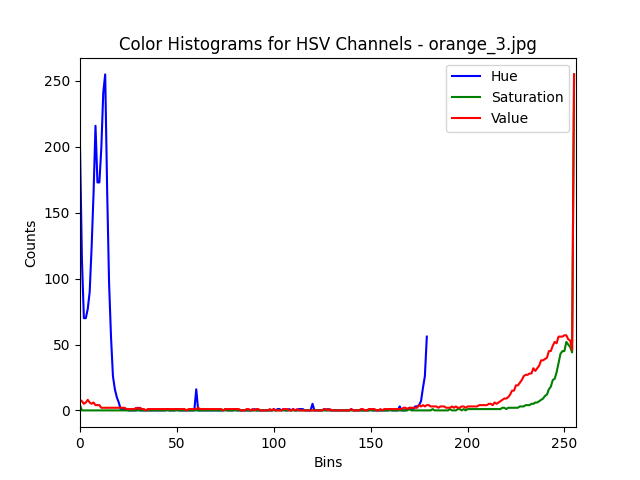 Color Histograms for HSV Channels - orange_3.jpg
Hue
Saturation
Value
Counts
250
200
150
100
50
0
0 50 100 150 200 250
Bins